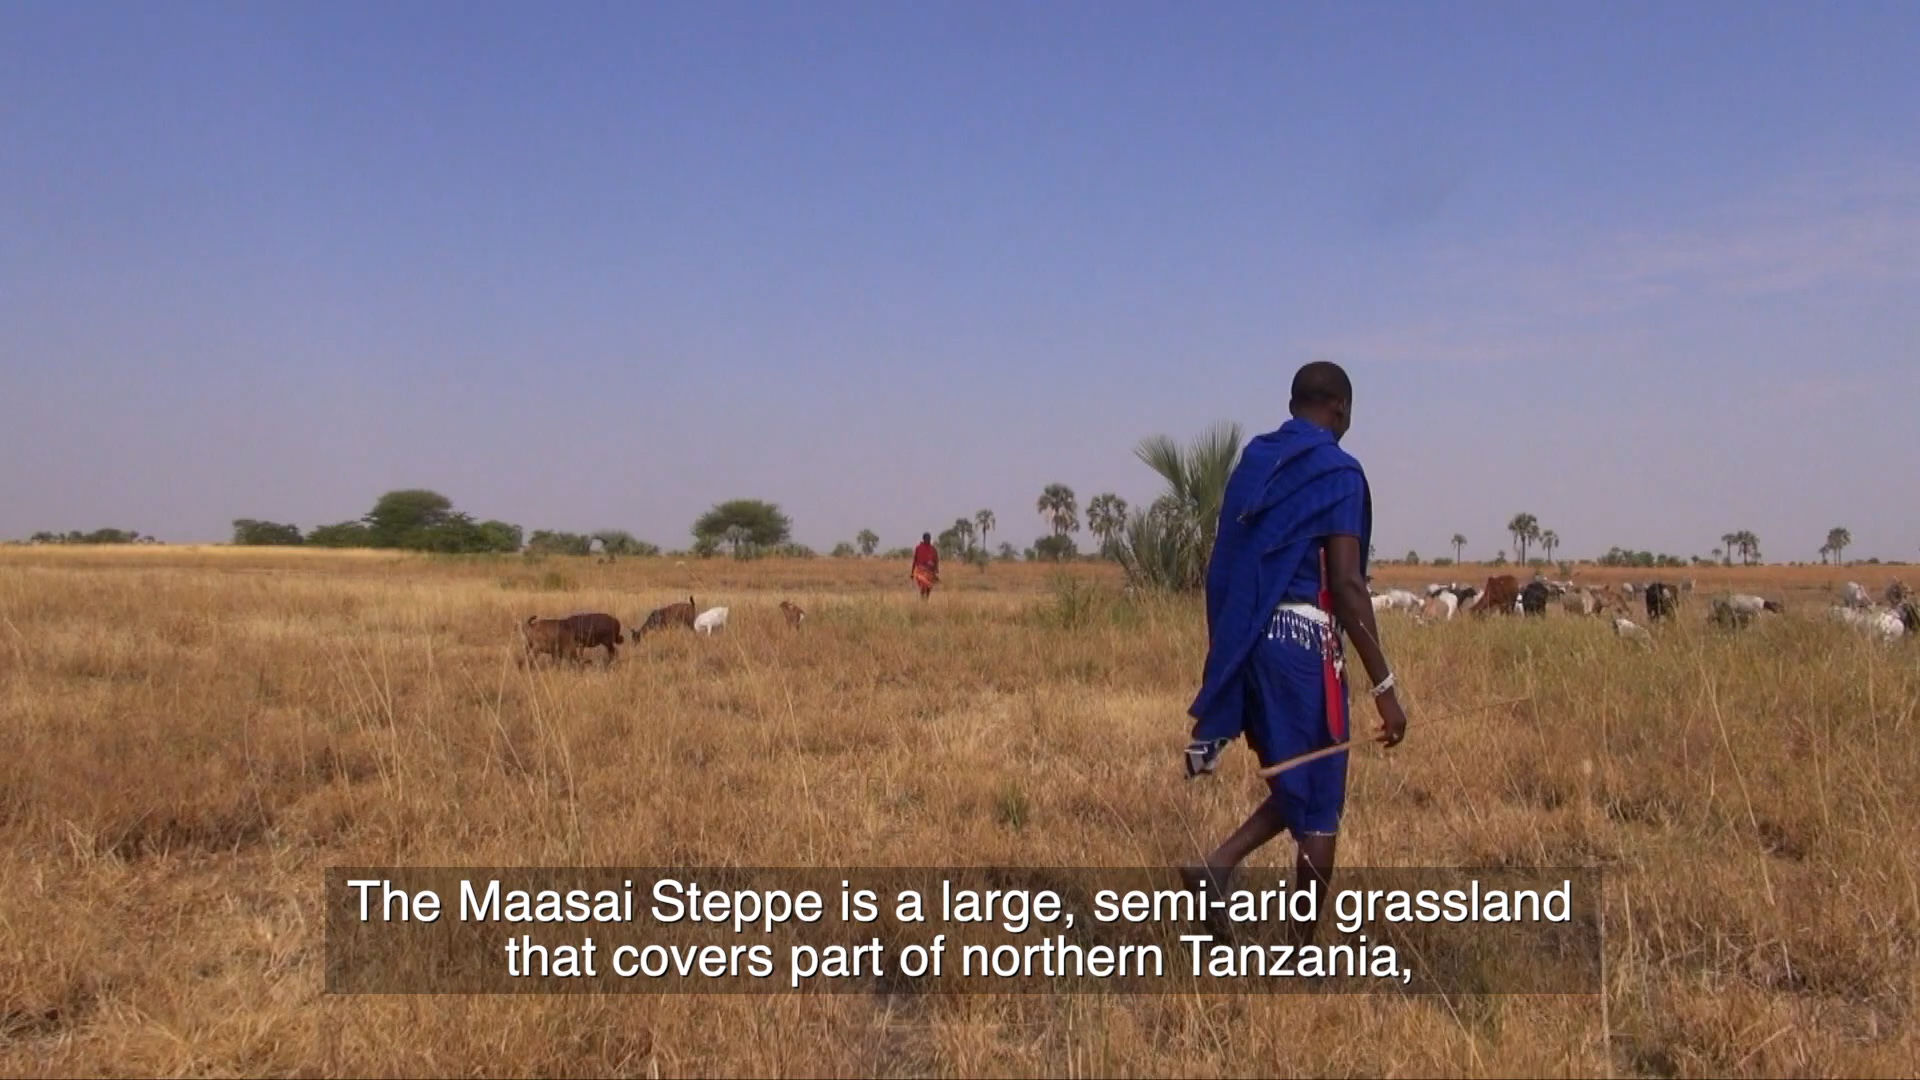 The Maasai Steppe is a large, semi-arid grassland
that covers part of northern Tanzania,